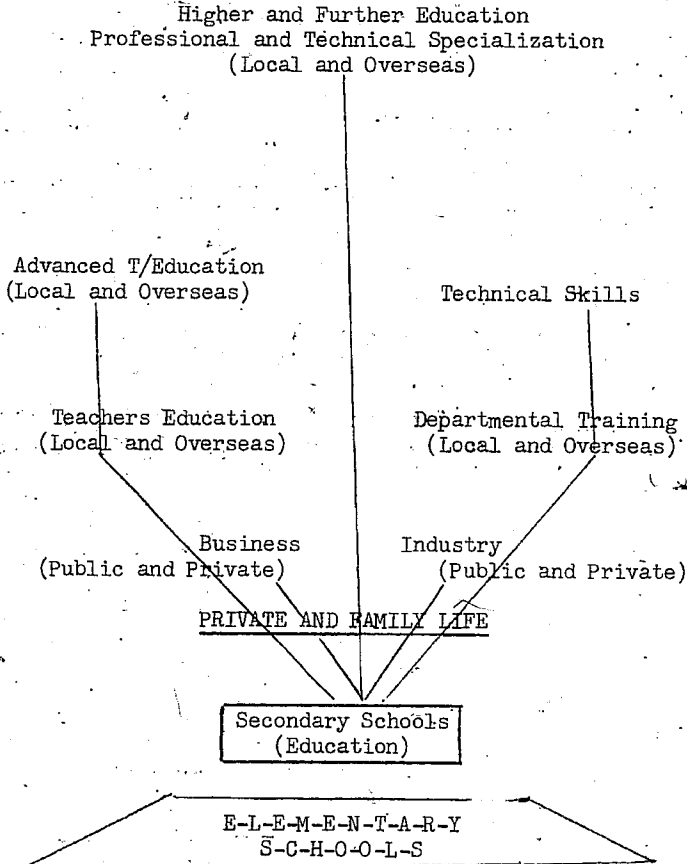 Higher and Further Education
Professional and Technical Specialization
(Local and Overseas)
Advanced T/Education
(Local and Overseas)
Technical Skills
Teachers Education
(Local and Overseas)
Departmental Training
(Local and Overseas)
Business
(Public and Private)
Industry
(Public and Private)
PRIVATE AND FAMILY LIFE
Secondary Schools
(Education)
E-L-E-M-E-N-T-A-R-Y
S-C-H-O-O-L-S